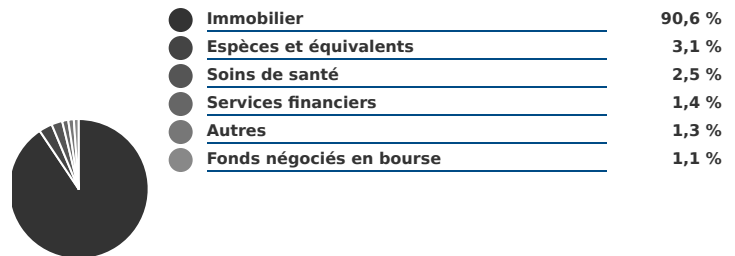 Immobilier 90,6 %
Espèces et équivalents 3,1 %
Soins de santé 2,5 %
Services financiers 1,4 %
Autres 1,3 %
Fonds négociés en bourse 1,1 %